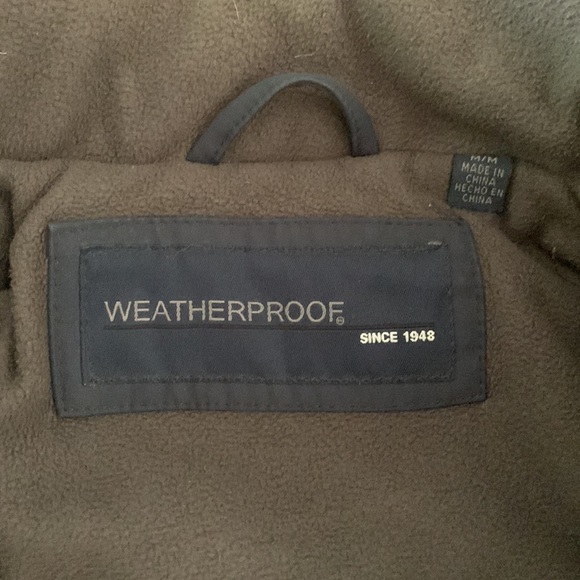 M/M
MADE IN
CHINA
HECHO EN
CHINA
WEATHERPROOF®
SINCE 1948